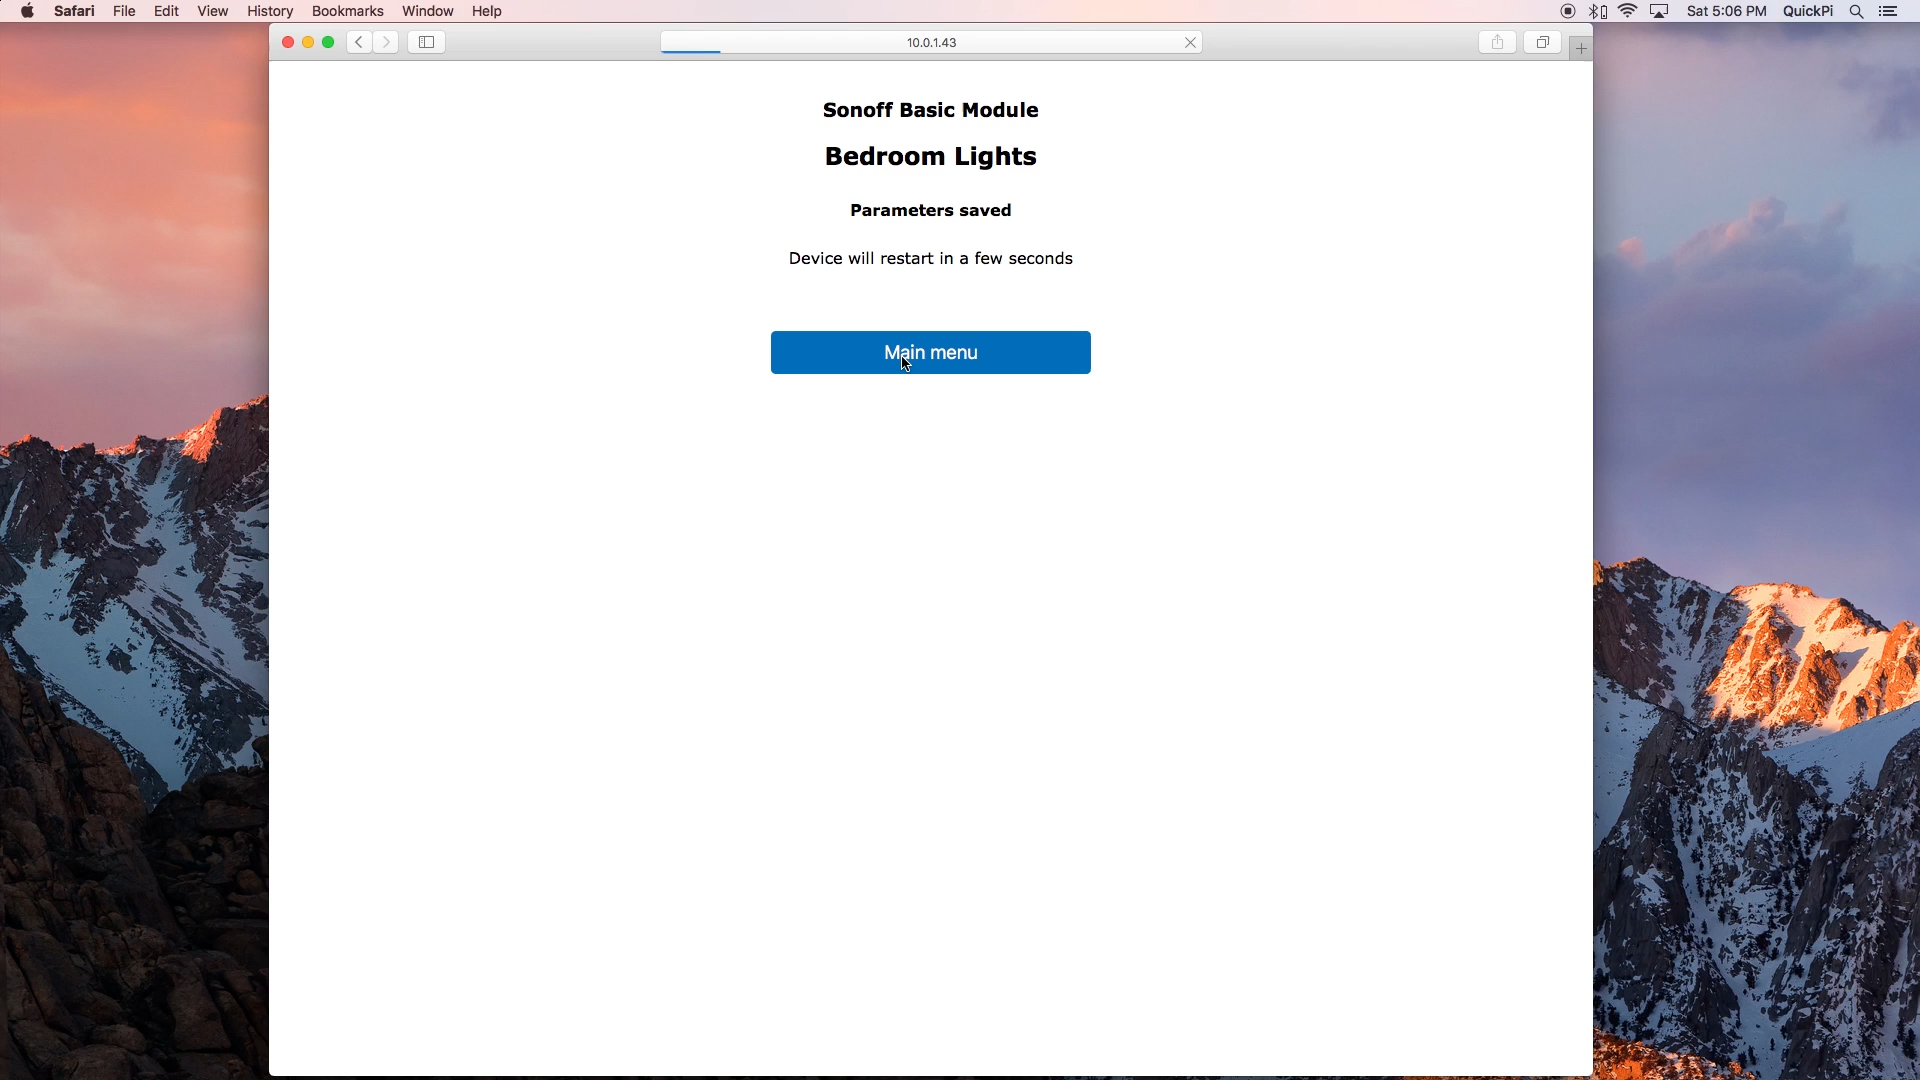 Safari File Edit View History Bookmarks Window Help
Sat 5:06 PM QuickPi
10.0.1.43
Sonoff Basic Module
Bedroom Lights
Parameters saved
Device will restart in a few seconds
Main menu